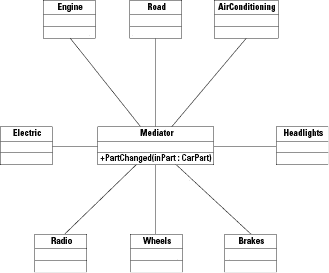 Engine
Road
AirConditioning
Electric
Mediator
Headlights
+PartChanged(inPart : CarPart)
Radio
Wheels
Brakes